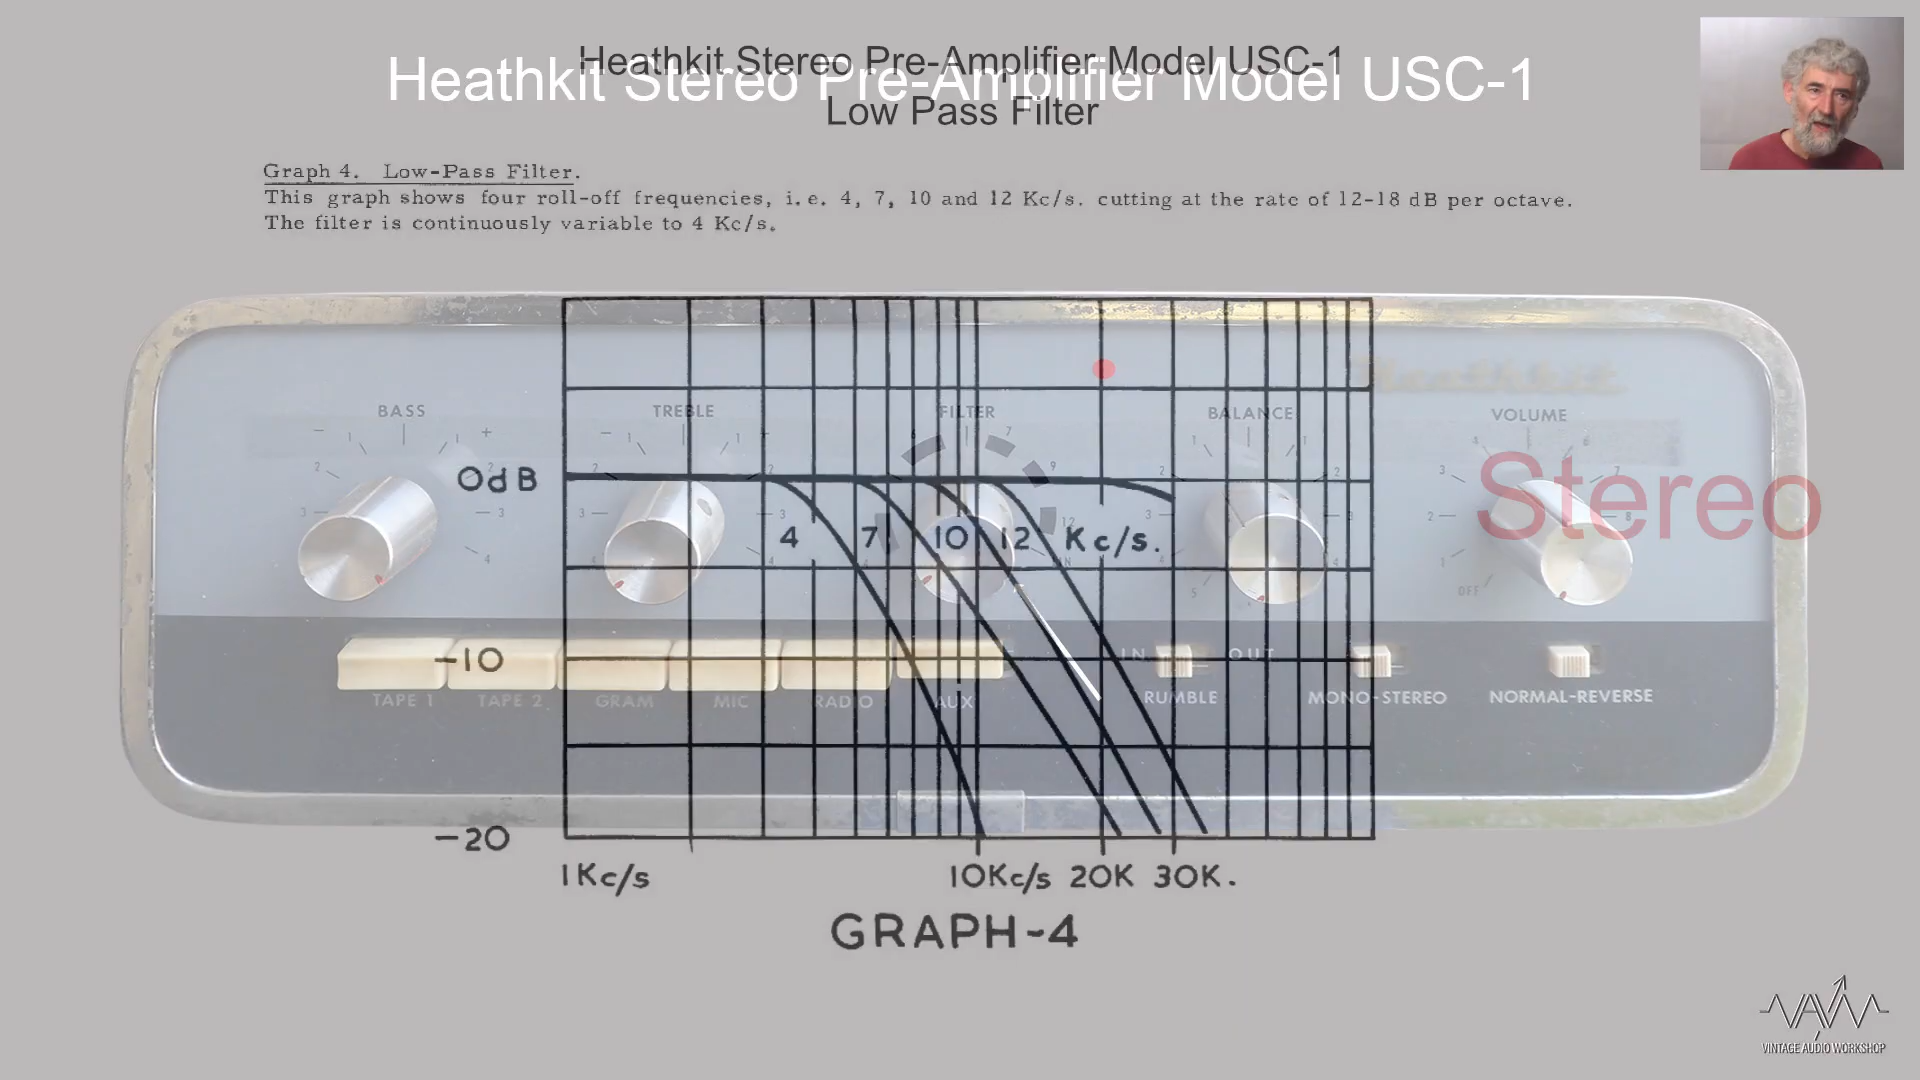 Heathkit Stereo Pre-Amplifier Model USC-1
Heathkit Stereo Pre-Amplifier Model USC-1
Low Pass Filter
Graph 4. Low-Pass Filter.
This graph shows four roll-off frequencies, i.e. 4, 7, 10 and 12 Kc/s. cutting at the rate of 12-18 dB per octave.
The filter is continuously variable to 4 Kc/s.
Heathkit
BASS TREBLE FILTER BALANCE VOLUME
0dB
Stereo
4 7 10 12 Kc/s.
OFF
-10
IN OUT
TAPE 1 TAPE 2 GRAM MIC RADIO AUX RUMBLE MONO-STEREO NORMAL-REVERSE
-20
1Kc/s 10Kc/s 20K 30K.
GRAPH-4
VINTAGE AUDIO WORKSHOP